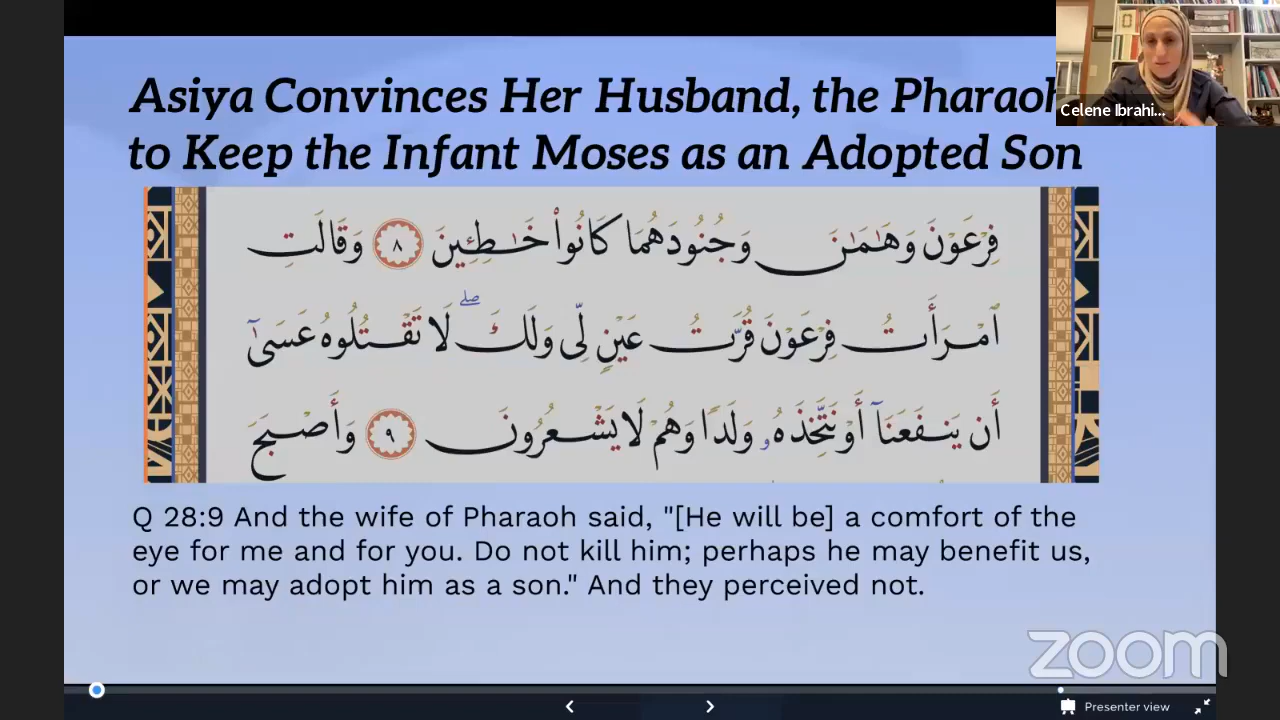 Asiya Convinces Her Husband, the Pharaoh
to Keep the Infant Moses as an Adopted Son
Celene Ibrahi...
فِرْعَوْنَ وَهَـٰمَـٰنَ وَجُنُودَهُمَا كَانُوا۟ خَـٰطِـِٔينَ ٨ وَقَالَتِ
ٱمْرَأَتُ فِرْعَوْنَ قُرَّتُ عَيْنٍ لِّى وَلَكَ ۖ لَا تَقْتُلُوهُ عَسَىٰٓ
أَن يَنفَعَنَآ أَوْ نَتَّخِذَهُۥ وَلَدًا وَهُمْ لَا يَشْعُرُونَ ٩ وَأَصْبَحَ
Q 28:9 And the wife of Pharaoh said, "[He will be] a comfort of the
eye for me and for you. Do not kill him; perhaps he may benefit us,
or we may adopt him as a son." And they perceived not.
zoom
Presenter view